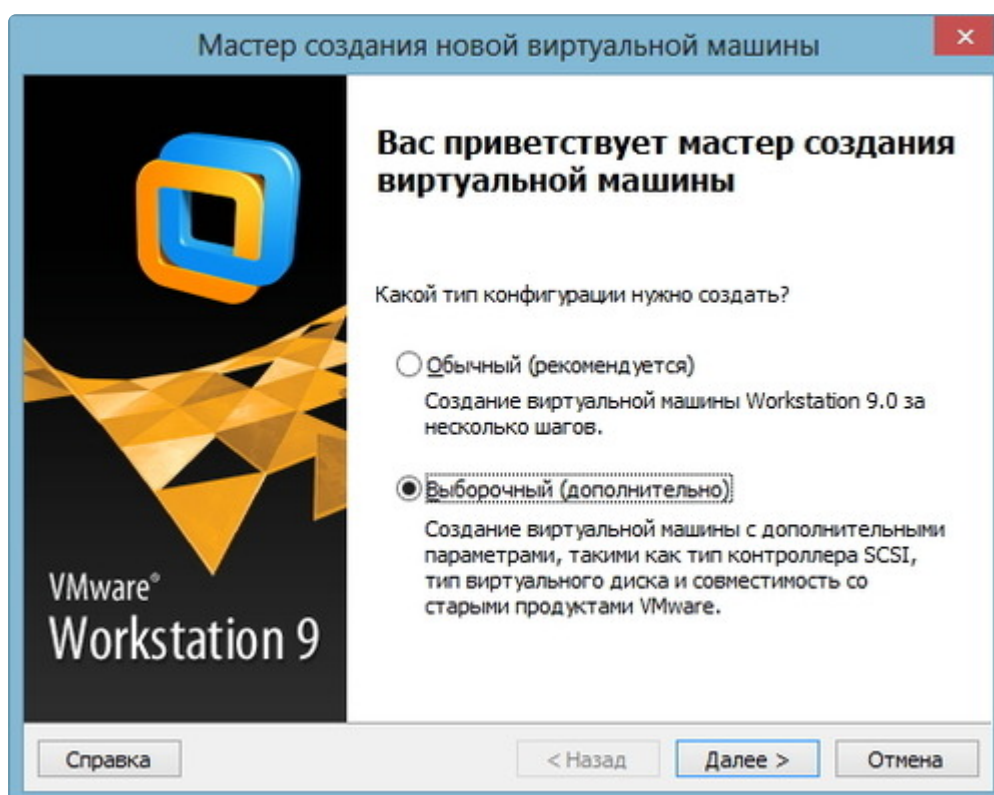 Мастер создания новой виртуальной машины
Вас приветствует мастер создания
виртуальной машины
Какой тип конфигурации нужно создать?
Обычный (рекомендуется)
Создание виртуальной машины Workstation 9.0 за
несколько шагов.
Выборочный (дополнительно)
Создание виртуальной машины с дополнительными
параметрами, такими как тип контроллера SCSI,
тип виртуального диска и совместимость со
старыми продуктами VMware.
VMware®
Workstation 9
Справка
< Назад
Далее >
Отмена